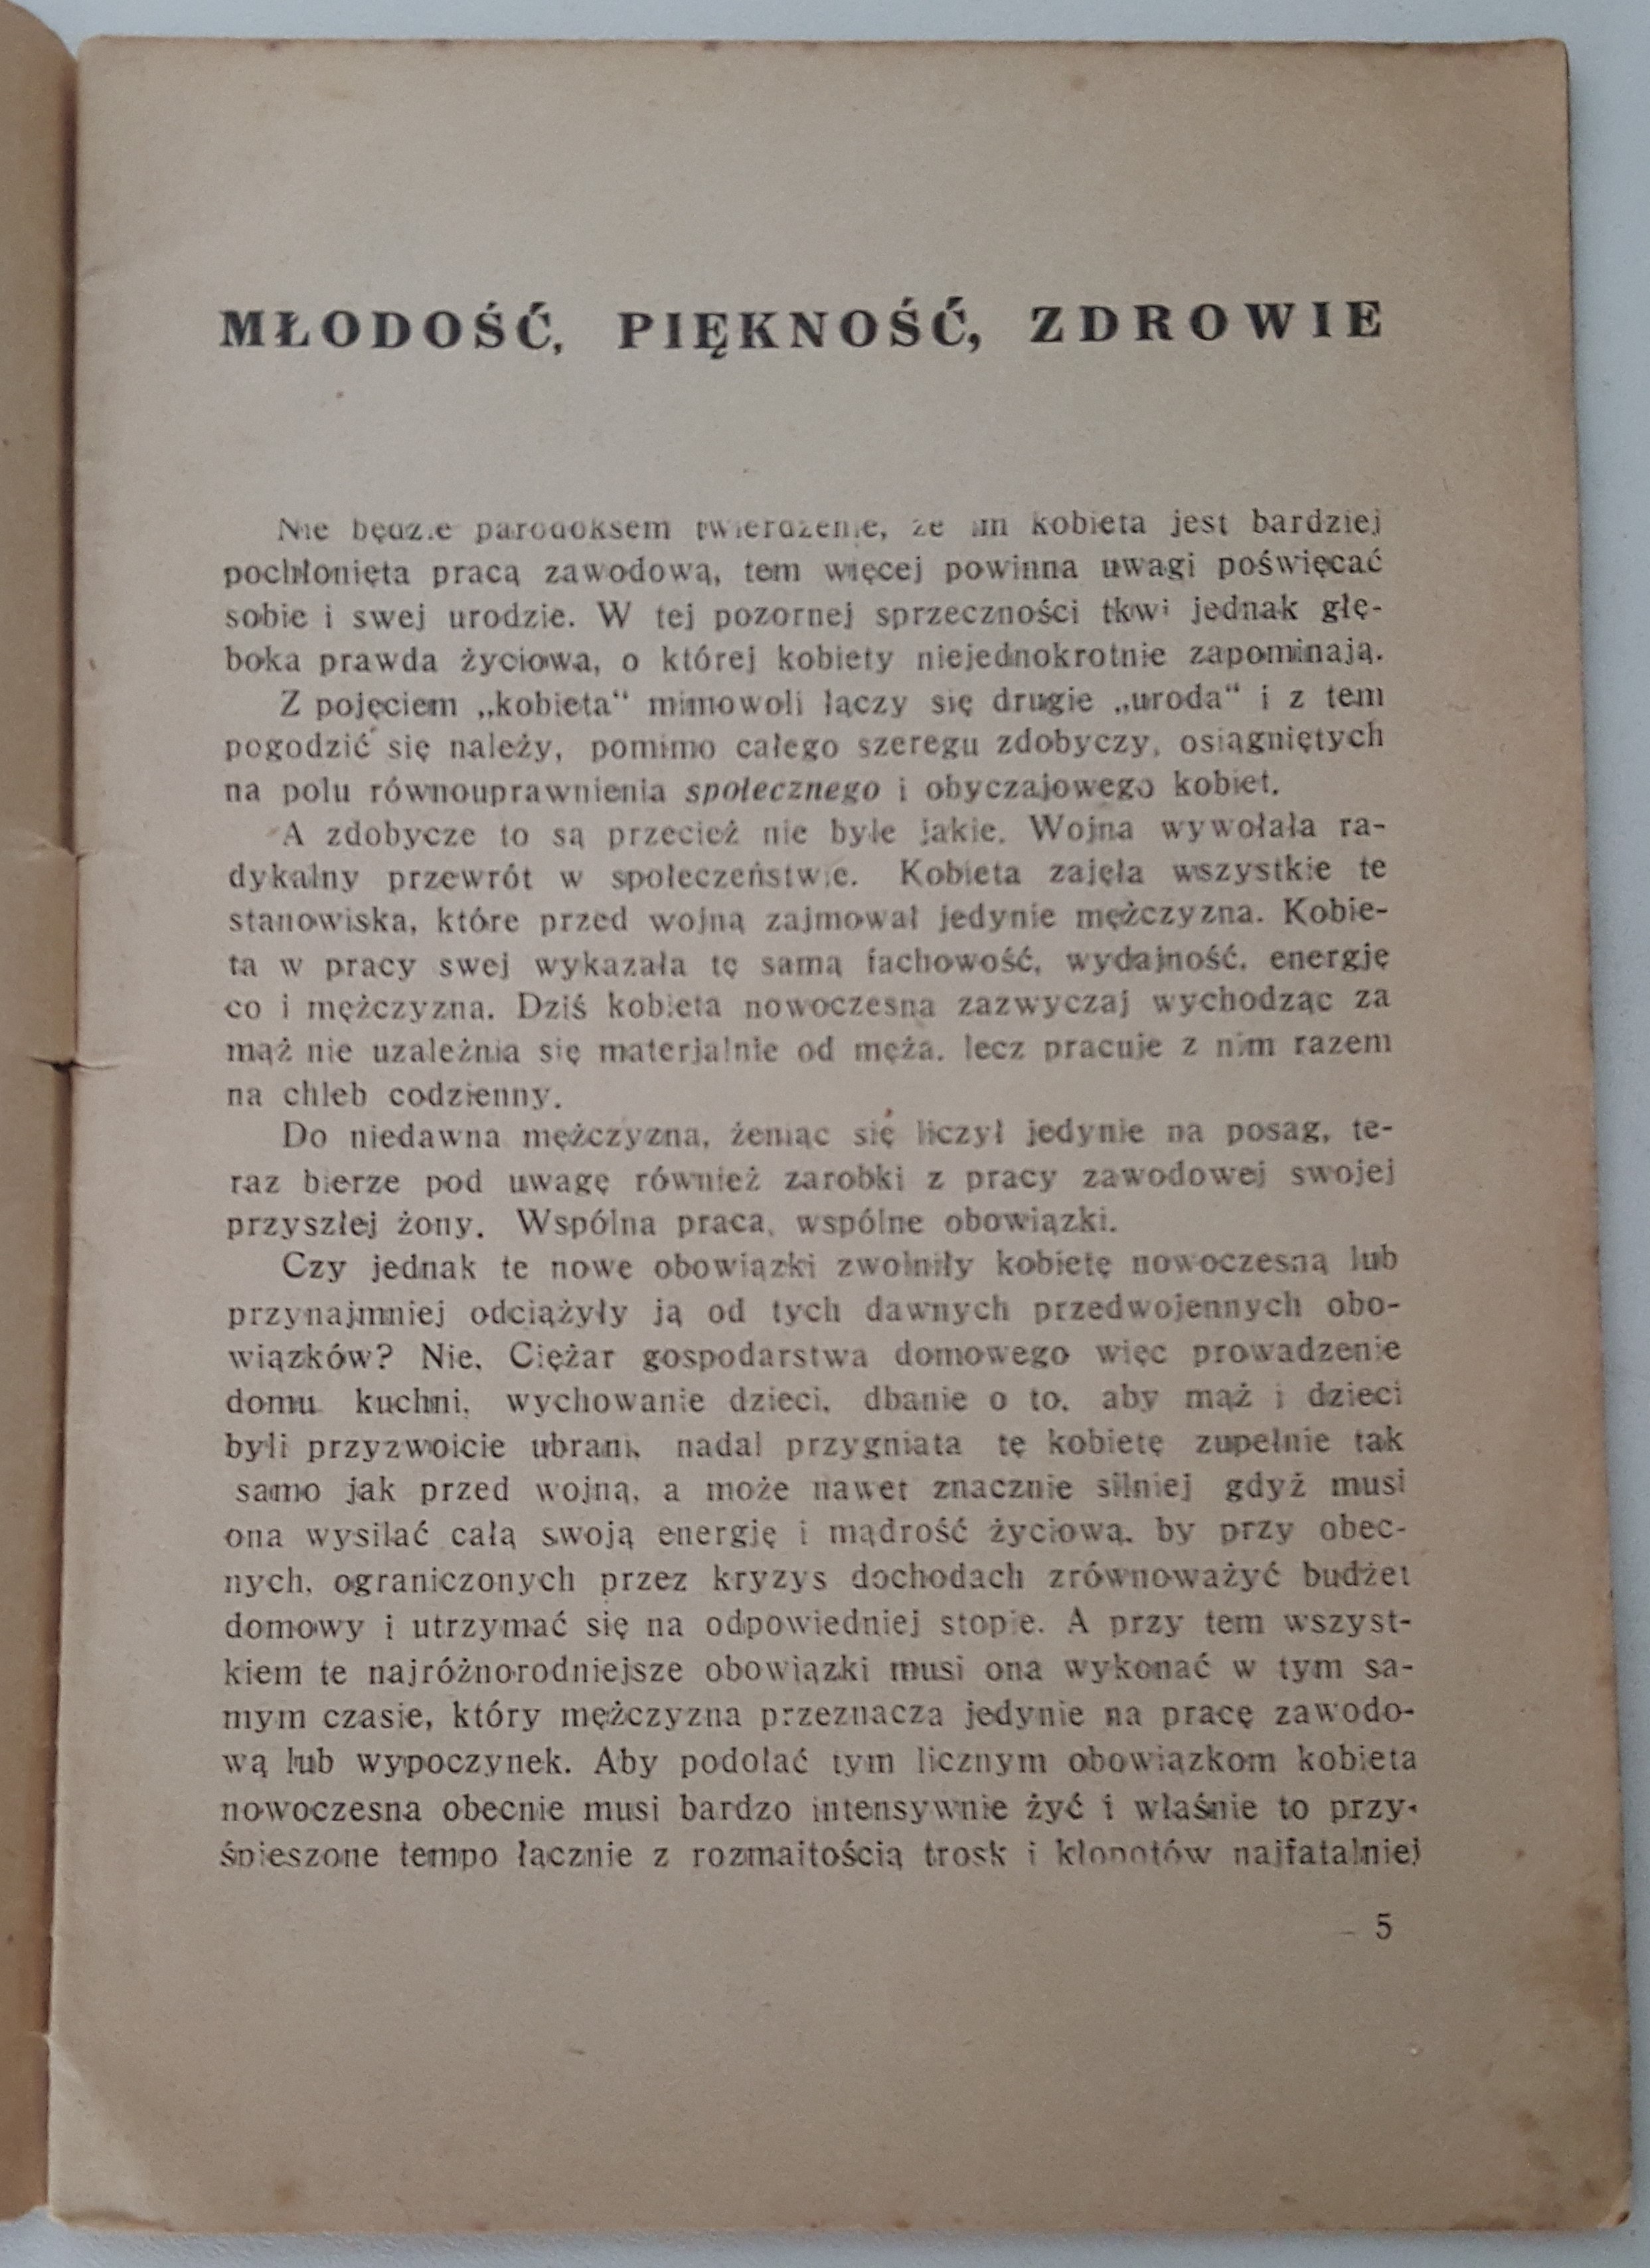 MŁODOŚĆ, PIĘKNOŚĆ, ZDROWIE
Nie będzie parodoksem twierdzenie, że im kobieta jest bardziej
pochłonięta pracą zawodową, tem więcej powinna uwagi poświęcać
sobie i swej urodzie. W tej pozornej sprzeczności tkwi jednak głę-
boka prawda życiowa, o której kobiety niejednokrotnie zapominają.
Z pojęciem „kobieta“ mimowoli łączy się drugie „uroda“ i z tem
pogodzić się należy, pomimo całego szeregu zdobyczy, osiągniętych
na polu równouprawnienia społecznego i obyczajowego kobiet.
A zdobycze to są przecież nie byle jakie. Wojna wywołała ra-
dykalny przewrót w społeczeństwie. Kobieta zajęła wszystkie te
stanowiska, które przed wojną zajmował jedynie mężczyzna. Kobie-
ta w pracy swej wykazała tę samą fachowość, wydajność, energję
co i mężczyzna. Dziś kobieta nowoczesna zazwyczaj wychodząc za
mąż nie uzależnia się materjalnie od męża, lecz pracuje z nim razem
na chleb codzienny.
Do niedawna mężczyzna, żeniąc się liczył jedynie na posag, te-
raz bierze pod uwagę również zarobki z pracy zawodowej swojej
przyszłej żony. Wspólna praca, wspólne obowiązki.
Czy jednak te nowe obowiązki zwolniły kobietę nowoczesną lub
przynajmniej odciążyły ją od tych dawnych przedwojennych obo-
wiązków? Nie. Ciężar gospodarstwa domowego więc prowadzenie
domu kuchni, wychowanie dzieci, dbanie o to, aby mąż i dzieci
byli przyzwoicie ubrani, nadal przygniata tę kobietę zupełnie tak
samo jak przed wojną, a może nawet znacznie silniej gdyż musi
ona wysilać całą swoją energję i mądrość życiową, by przy obec-
nych, ograniczonych przez kryzys dochodach zrównoważyć budżet
domowy i utrzymać się na odpowiedniej stopie. A przy tem wszyst-
kiem te najróżnorodniejsze obowiązki musi ona wykonać w tym sa-
mym czasie, który mężczyzna przeznacza jedynie na pracę zawodo-
wą lub wypoczynek. Aby podołać tym licznym obowiązkom kobieta
nowoczesna obecnie musi bardzo intensywnie żyć i właśnie to przy-
śpieszone tempo łącznie z rozmaitością trosk i kłopotów najfatalniej
5